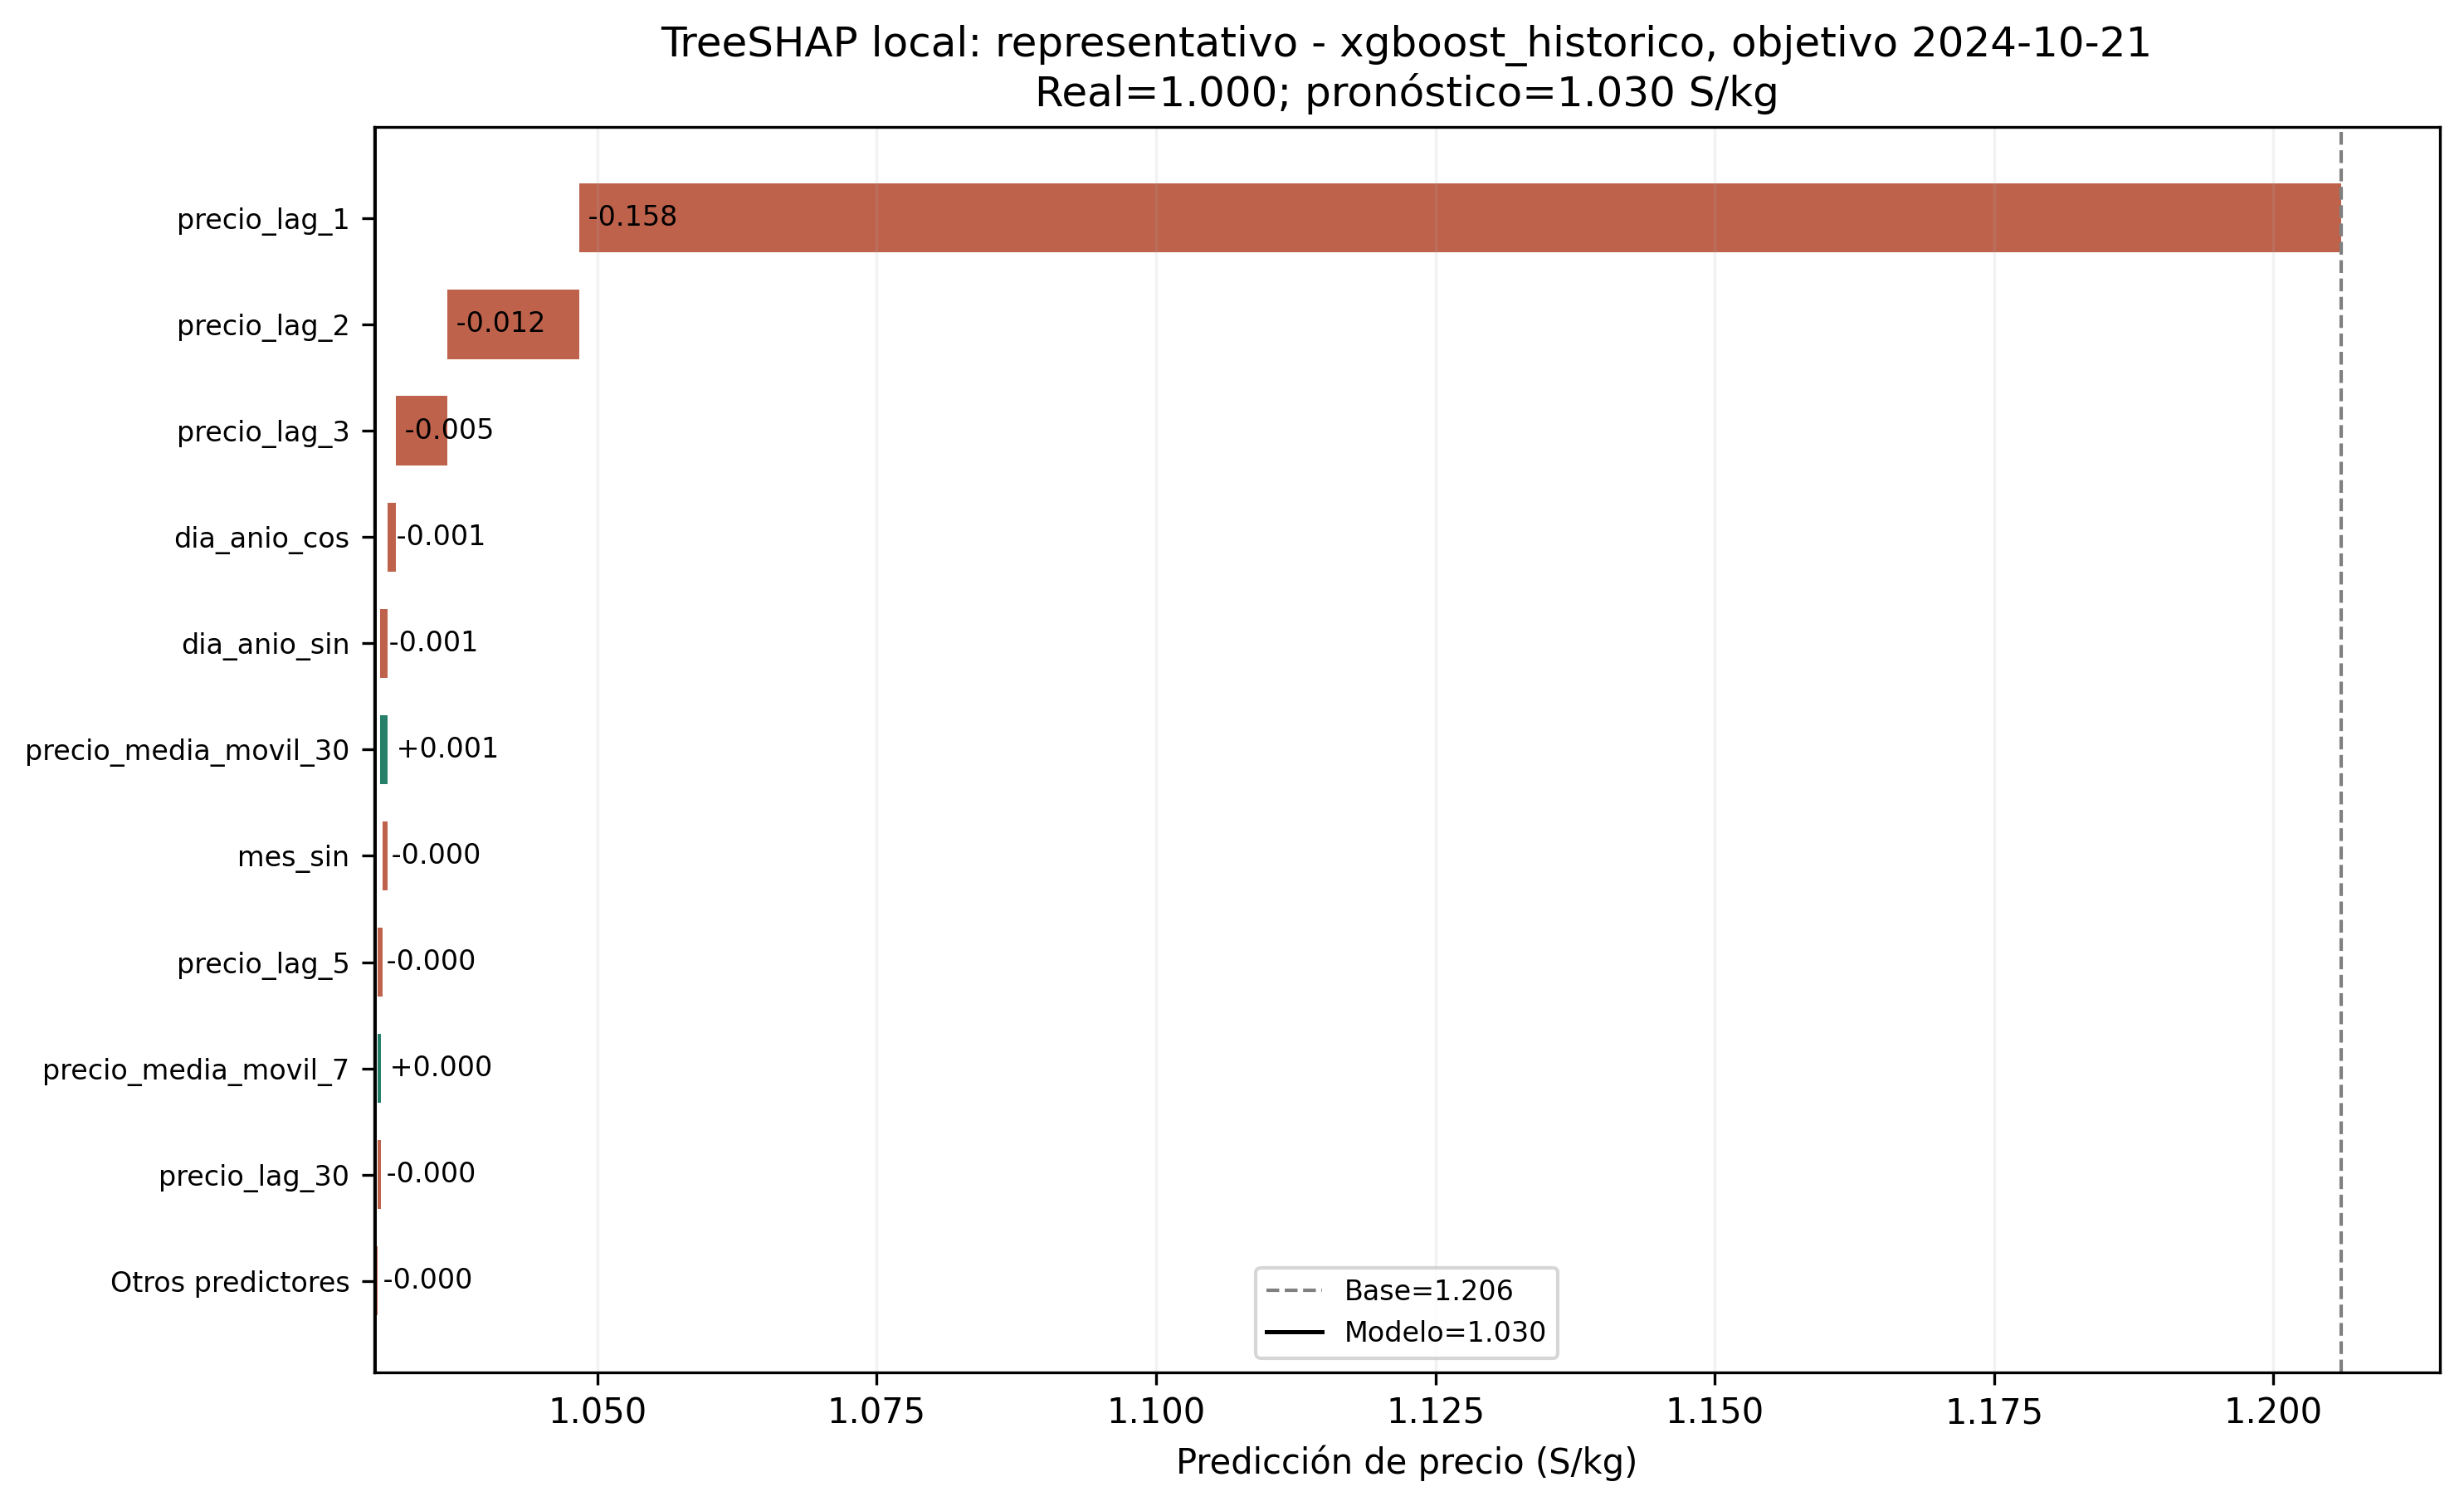 TreeSHAP local: representativo - xgboost_historico, objetivo 2024-10-21
Real=1.000; pronóstico=1.030 S/kg
precio_lag_1
-0.158
precio_lag_2
-0.012
precio_lag_3
-0.005
dia_anio_cos
-0.001
dia_anio_sin
-0.001
precio_media_movil_30
+0.001
mes_sin
-0.000
precio_lag_5
-0.000
precio_media_movil_7
+0.000
precio_lag_30
-0.000
Otros predictores
-0.000
Base=1.206
Modelo=1.030
1.050 1.075 1.100 1.125 1.150 1.175 1.200
Predicción de precio (S/kg)